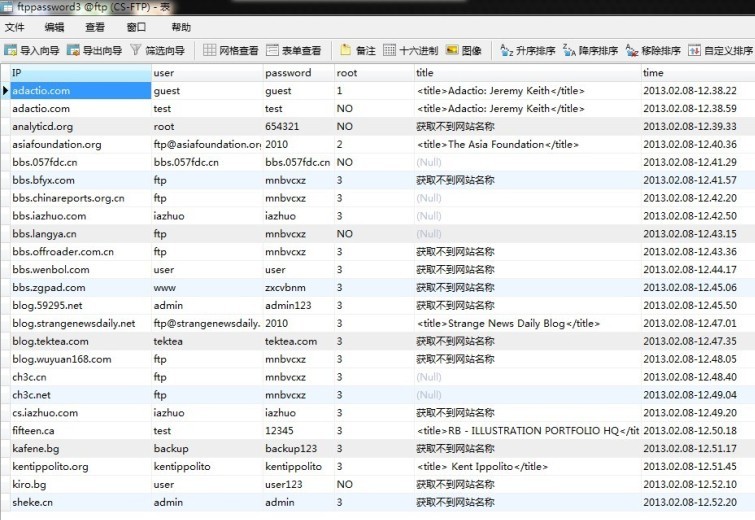 ftppassword3 @ftp (CS-FTP) - 表
文件 编辑 查看 窗口 帮助
导入向导 导出向导 筛选向导 网格查看 表单查看 备注 十六进制 图像 升序排序 降序排序 移除排序 自定义排序
IP user password root title time
adactio.com guest guest 1 <title>Adactio: Jeremy Keith</title> 2013.02.08-12.38.22
adactio.com test test NO <title>Adactio: Jeremy Keith</title> 2013.02.08-12.38.59
analyticd.org root 654321 NO 获取不到网站名称 2013.02.08-12.39.33
asiafoundation.org ftp@asiafoundation.org 2010 2 <title>The Asia Foundation</title> 2013.02.08-12.40.36
bbs.057fdc.cn bbs.057fdc.cn bbs.057fdc.cn NO (Null) 2013.02.08-12.41.29
bbs.bfyx.com ftp mnbvcxz 3 获取不到网站名称 2013.02.08-12.41.57
bbs.chinareports.org.cn ftp mnbvcxz 3 (Null) 2013.02.08-12.42.20
bbs.iazhuo.com iazhuo iazhuo 3 (Null) 2013.02.08-12.42.50
bbs.langya.cn ftp mnbvcxz NO (Null) 2013.02.08-12.43.15
bbs.offroader.com.cn ftp mnbvcxz 3 获取不到网站名称 2013.02.08-12.43.36
bbs.wenbol.com user user 3 获取不到网站名称 2013.02.08-12.44.17
bbs.zgpad.com www zxcvbnm 3 获取不到网站名称 2013.02.08-12.45.06
blog.59295.net admin admin123 3 获取不到网站名称 2013.02.08-12.45.50
blog.strangenewsdaily.net ftp@strangenewsdaily. 2010 3 <title>Strange News Daily Blog</title> 2013.02.08-12.47.01
blog.tektea.com tektea tektea.com 3 获取不到网站名称 2013.02.08-12.47.35
blog.wuyuan168.com ftp mnbvcxz 3 获取不到网站名称 2013.02.08-12.48.05
ch3c.cn ftp mnbvcxz 3 (Null) 2013.02.08-12.48.40
ch3c.net ftp mnbvcxz 3 (Null) 2013.02.08-12.49.04
cs.iazhuo.com iazhuo iazhuo 3 获取不到网站名称 2013.02.08-12.49.20
fifteen.ca test 12345 3 <title>RB - ILLUSTRATION PORTFOLIO HQ</tit 2013.02.08-12.50.18
kafene.bg backup backup123 3 获取不到网站名称 2013.02.08-12.51.17
kentippolito.org kentippolito kentippolito 3 <title> Kent Ippolito</title> 2013.02.08-12.51.45
kiro.bg user user123 NO 获取不到网站名称 2013.02.08-12.52.10
sheke.cn admin admin 3 获取不到网站名称 2013.02.08-12.52.20